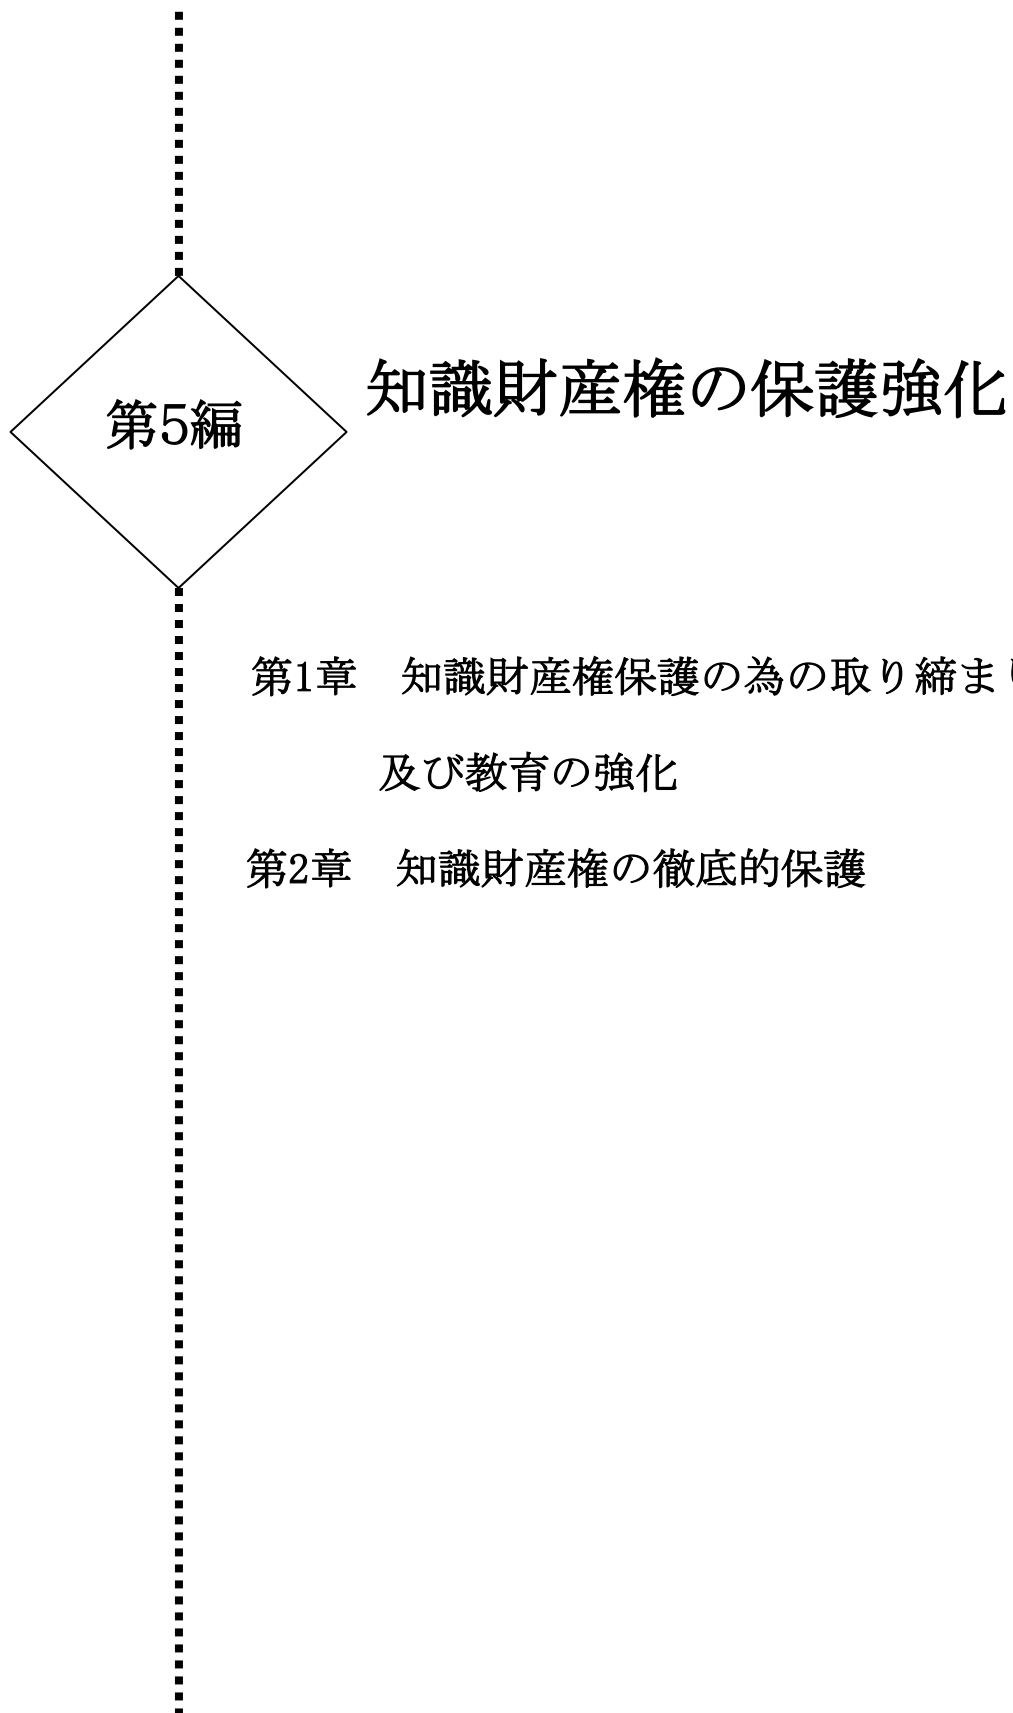 第5編
知識財産権の保護強化
第1章　知識財産権保護の為の取り締まり
及び教育の強化
第2章　知識財産権の徹底的保護